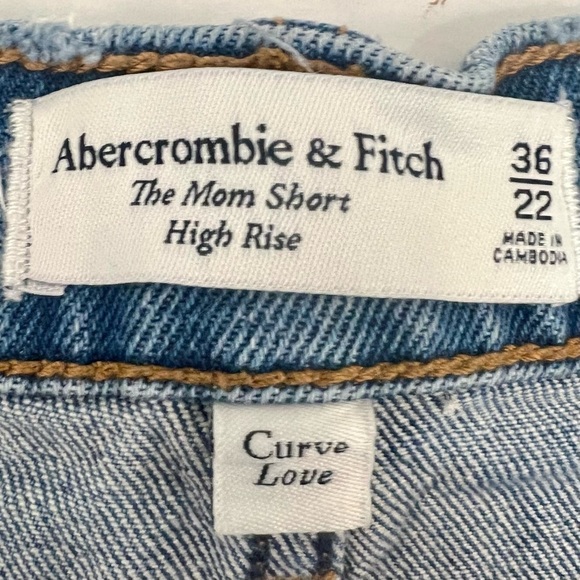 Abercrombie & Fitch
The Mom Short
High Rise
36
22
MADE IN
CAMBODIA
Curve
Love